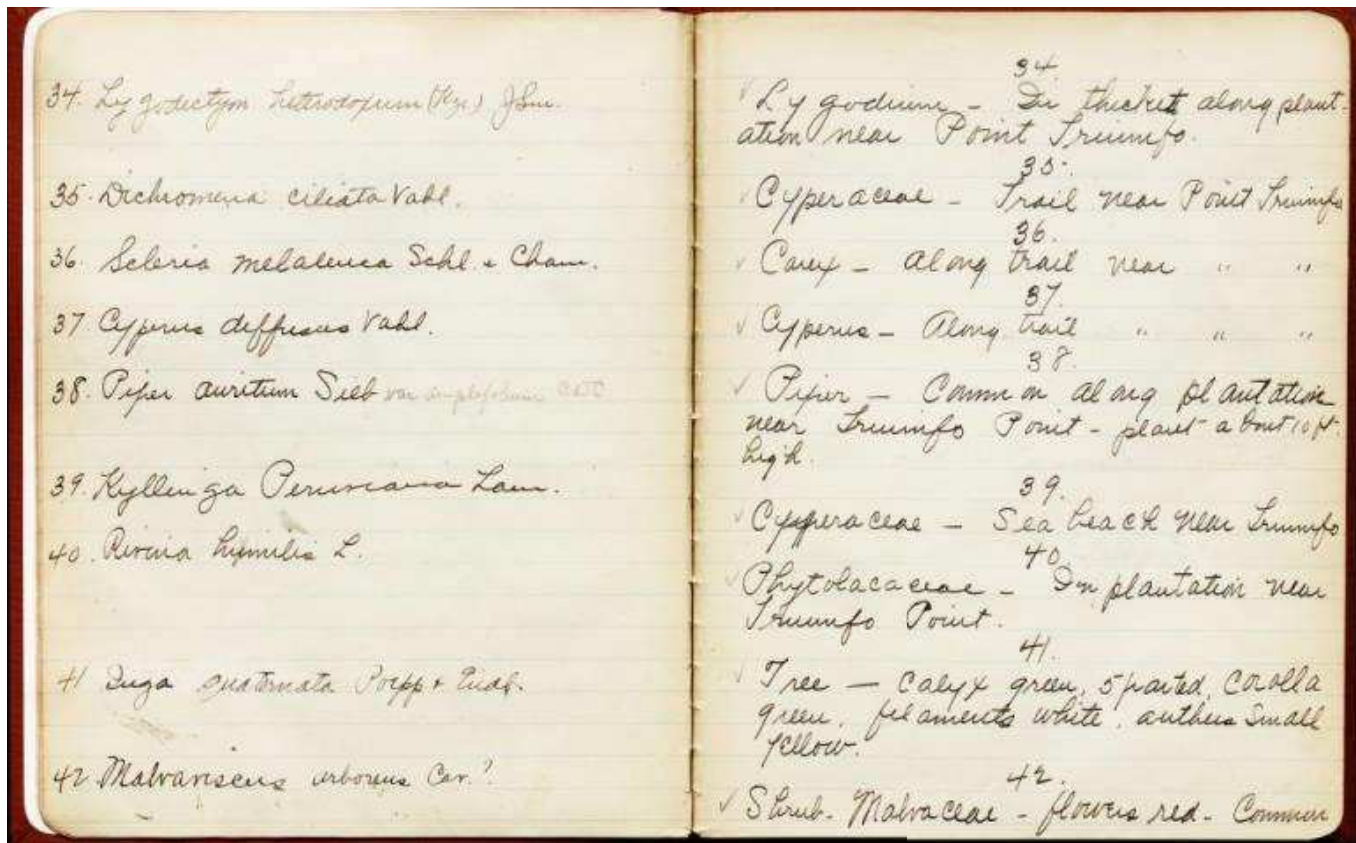 34. Lygodictyon heterodoxum (Kze.) J Sm.
35. Dichromena ciliata Vahl.
36. Scleria melaleuca Schl. & Cham.
37. Cyperus diffusus Vahl.
38. Piper auritum Sieb var amplifolium C.DC
39. Kyllinga Peruviana Lam.
40. Rivina humilis L.
41 Inga quaternata Poepp & Endl.
42 Malvaviscus arboreus Cav.?
34
✓ Lygodium - In thicket along plant-
ation near Point Triumfo.
35.
✓ Cyperaceae - Trail near Point Triumfo
36.
✓ Carex - Along trail near " "
37.
✓ Cyperus - Along trail " " "
38
✓ Piper - Common along plantation
near Triumfo Point - plant about 10 ft.
high.
39.
✓ Cyperaceae - Sea beach near Triumfo
40
✓ Phytolacaceae - In plantation near
Triumfo Point.
41.
✓ Tree - Calyx green, 5 parted, Corolla
green, filaments white, anthers small
yellow.
42.
✓ Shrub. Malvaceae - flowers red - Common